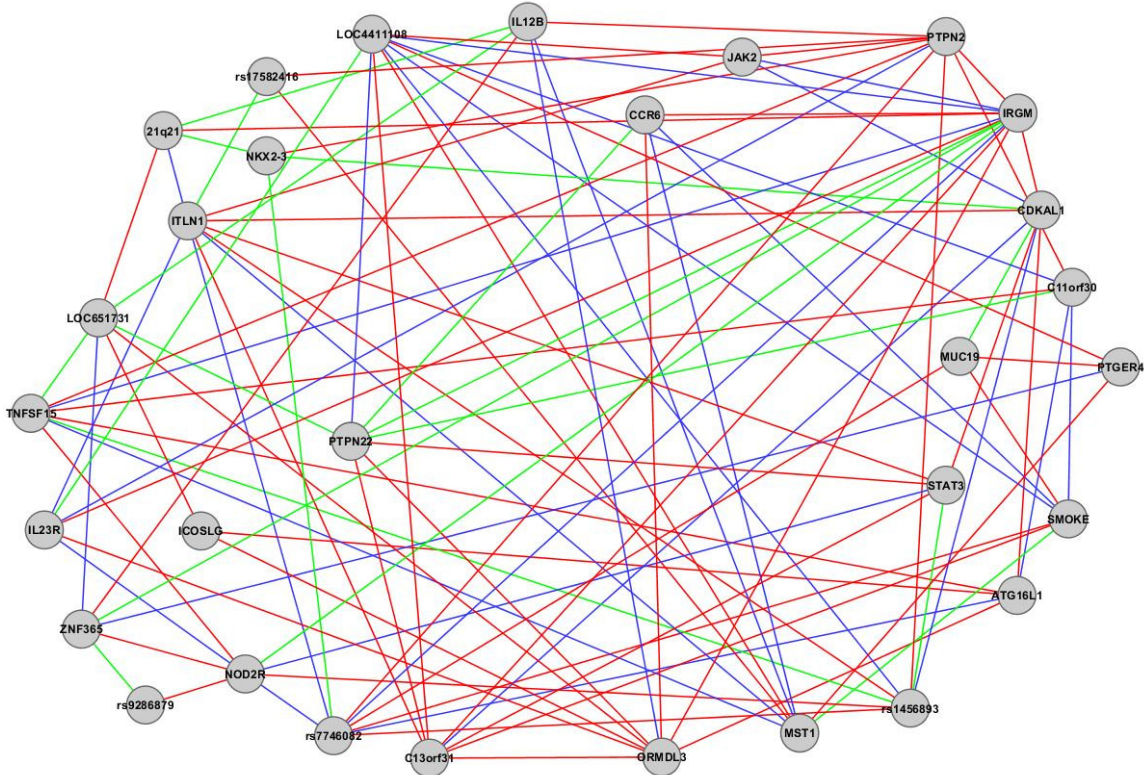 IL12B
LOC4411108
PTPN2
JAK2
rs17582416
IRGM
CCR6
21q21
NKX2-3
CDKAL1
ITLN1
C11orf30
LOC651731
MUC19
PTGER4
TNFSF15
PTPN22
STAT3
SMOKE
IL23R
ICOSLG
ATG16L1
ZNF365
NOD2R
rs9286879
rs1456893
rs7746082
MST1
C13orf31
ORMDL3